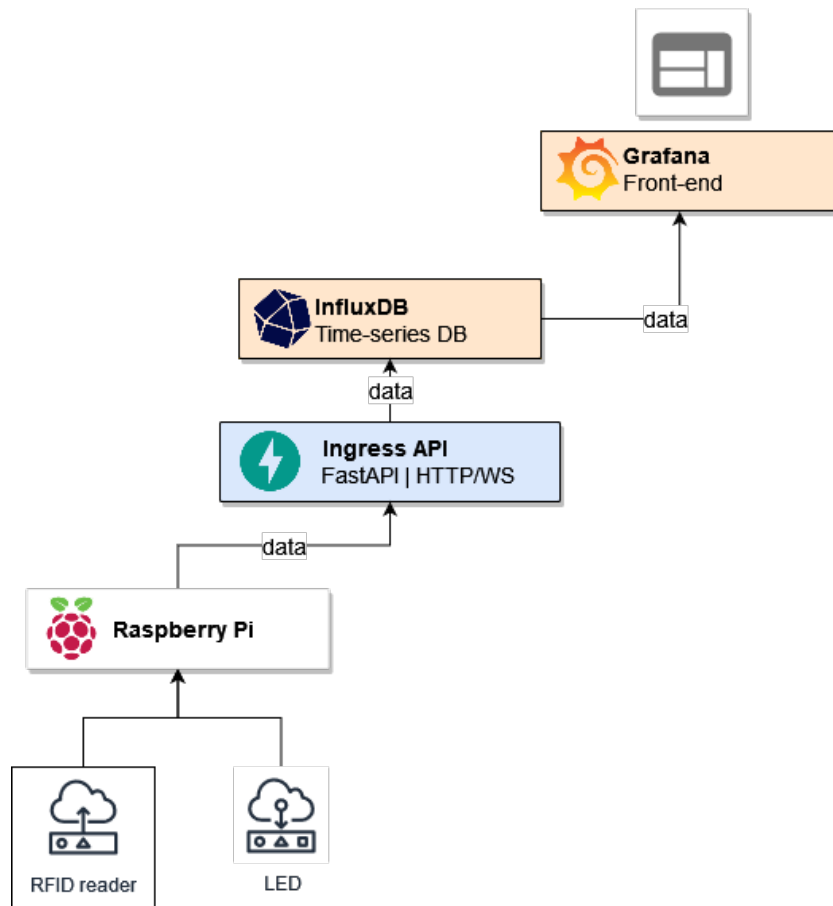 Grafana
Front-end
InfluxDB
Time-series DB
data
data
Ingress API
FastAPI | HTTP/WS
data
Raspberry Pi
RFID reader
LED